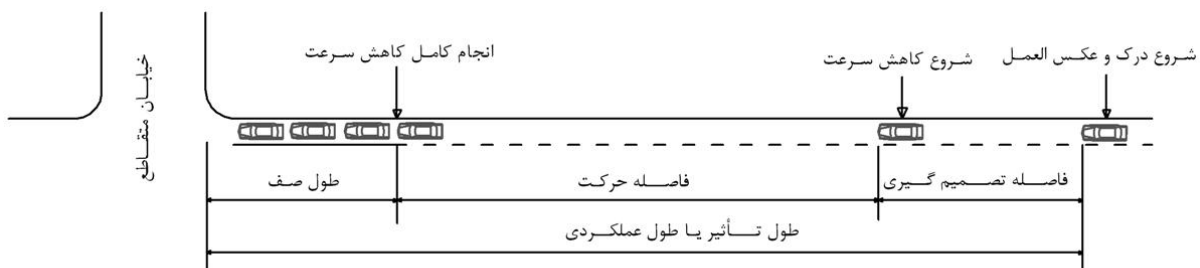 انجام کامل کاهش سرعت
شروع کاهش سرعت
شروع درک و عکس العمل
خیابان متقاطع
طول صف
فاصله حرکت
فاصله تصمیم گیری
طول تأثیر یا طول عملکردی